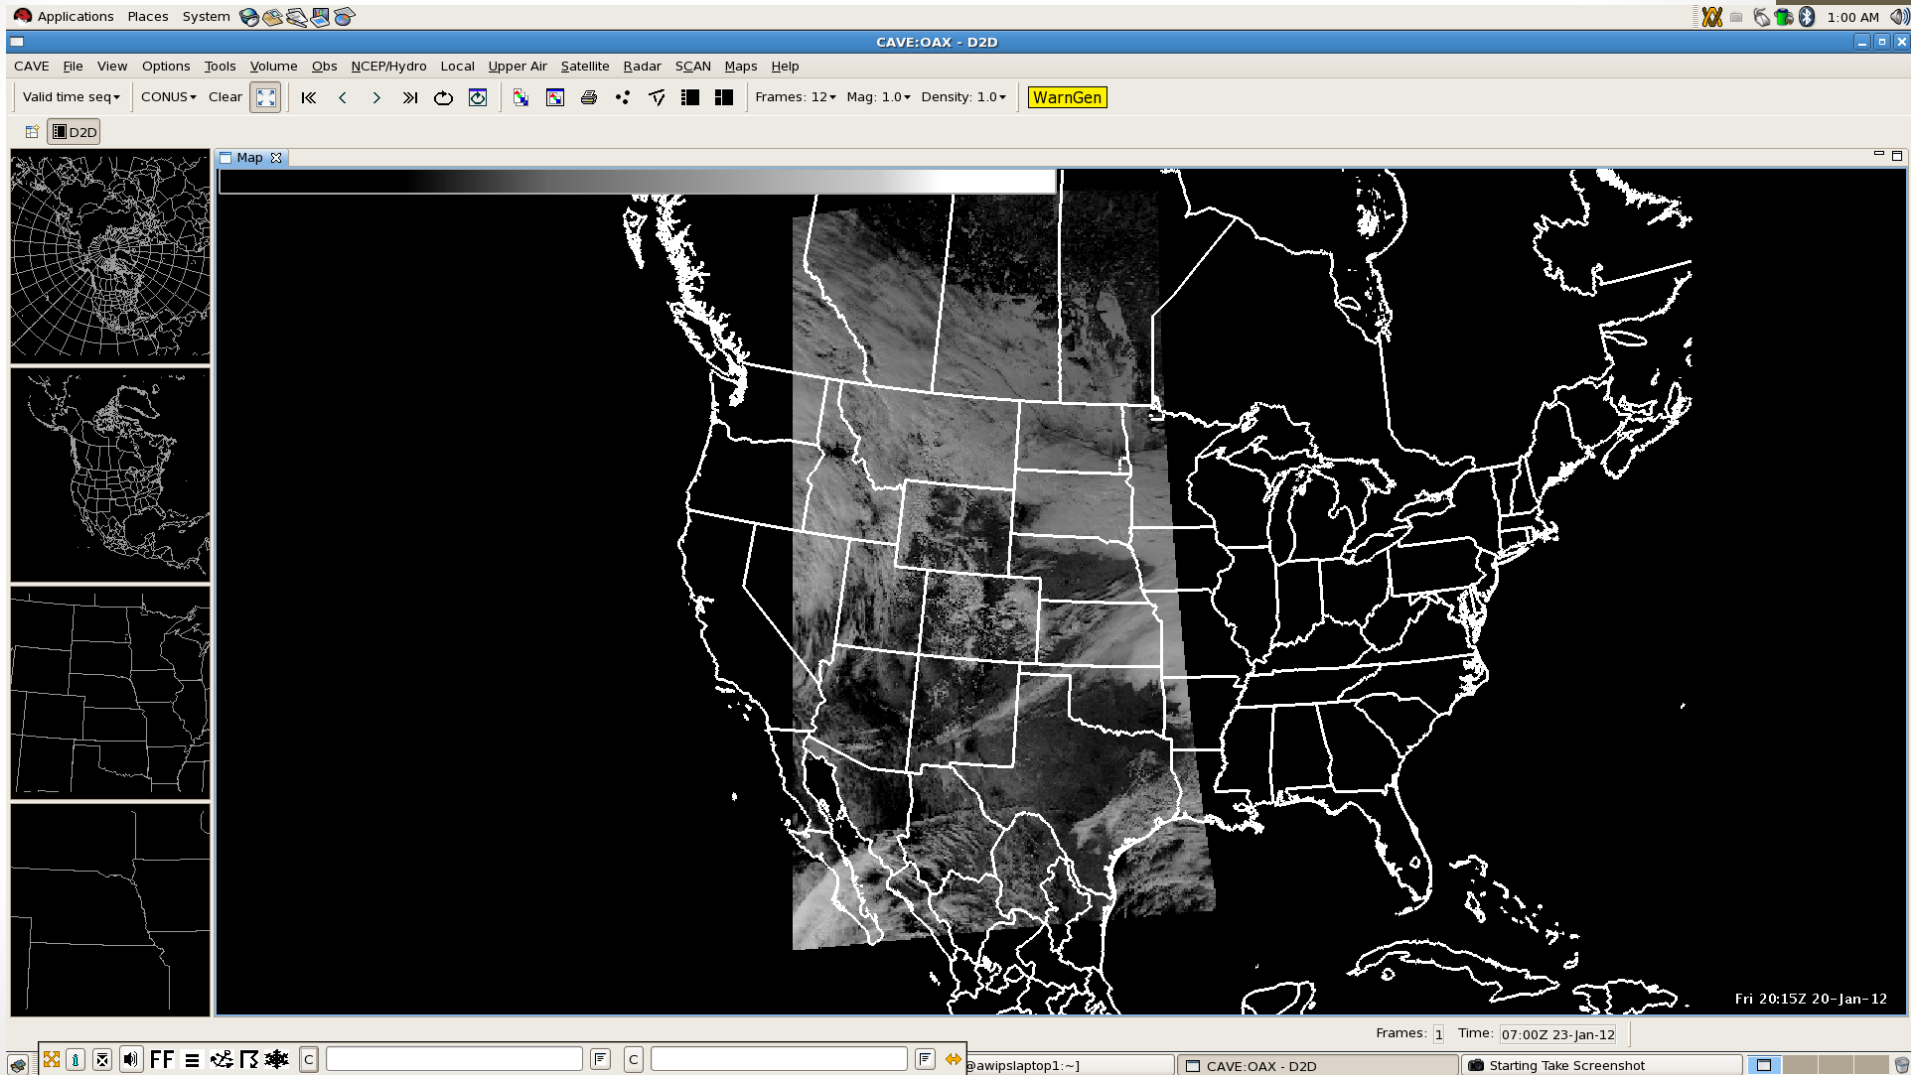 Applications Places System 1:00 AM
CAVE:OAX - D2D
CAVE File View Options Tools Volume Obs NCEP/Hydro Local Upper Air Satellite Radar SCAN Maps Help
Valid time seq CONUS Clear Frames: 12 Mag: 1.0 Density: 1.0 WarnGen
D2D
Map
Fri 20:15Z 20-Jan-12
Frames: 1 Time: 07:00Z 23-Jan-12
i FF C C @awipslaptop1:~] CAVE:OAX - D2D Starting Take Screenshot